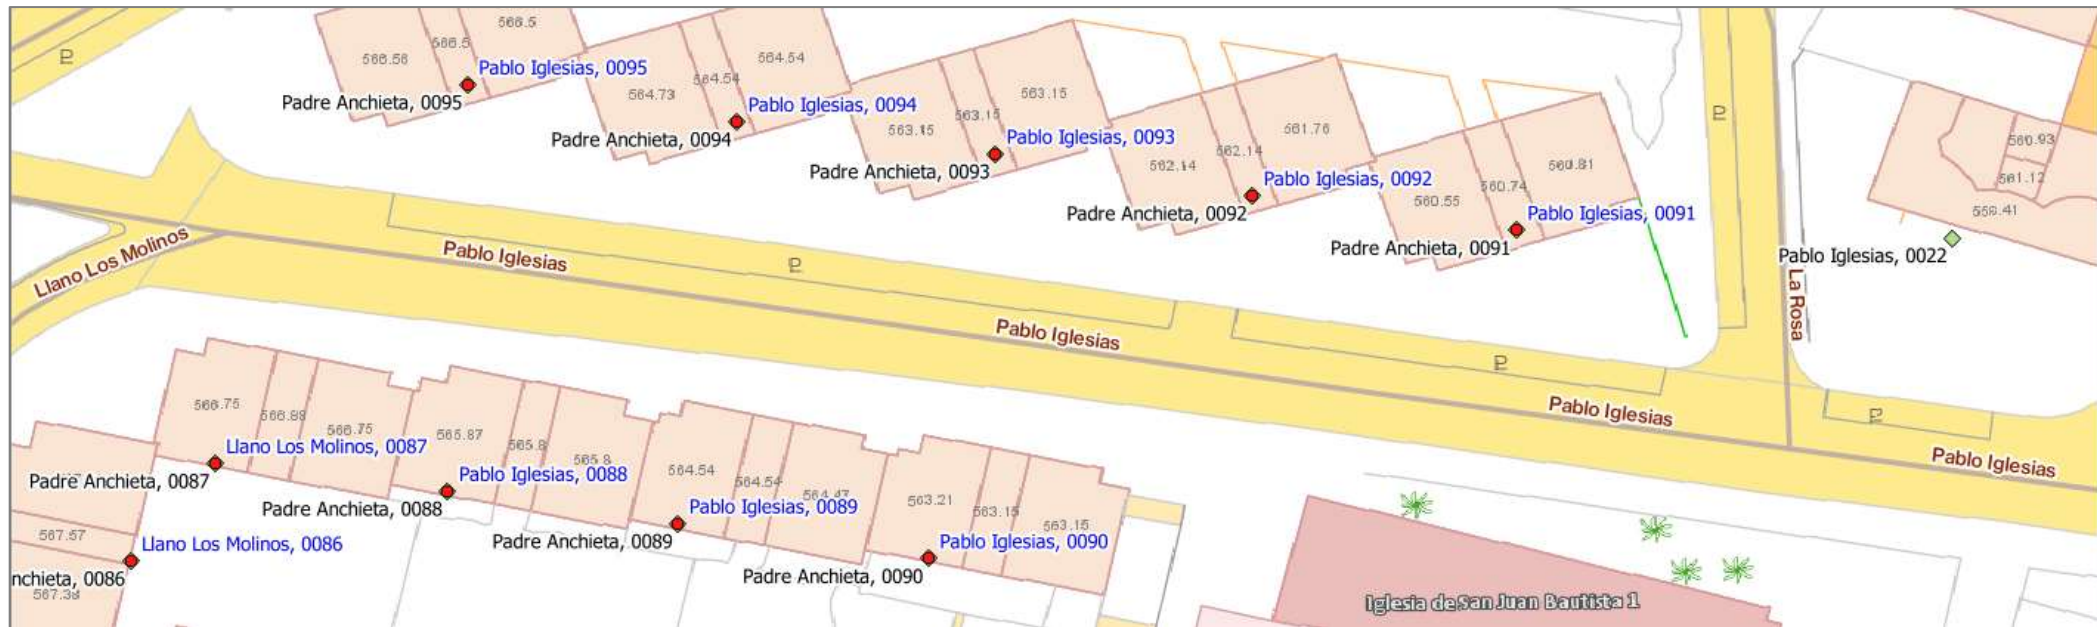 566.5
566.5
566.58
564.54
564.54
564.73
Pablo Iglesias, 0095
Padre Anchieta, 0095
Pablo Iglesias, 0094
Padre Anchieta, 0094
563.15
563.15
563.15
Pablo Iglesias, 0093
Padre Anchieta, 0093
561.76
562.14
562.14
Pablo Iglesias, 0092
Padre Anchieta, 0092
560.81
560.74
560.55
Pablo Iglesias, 0091
Padre Anchieta, 0091
560.93
561.12
Pablo Iglesias, 0022
Llano Los Molinos
Pablo Iglesias
Pablo Iglesias
La Rosa
Pablo Iglesias
Pablo Iglesias
566.75
566.88
566.75
565.87
565.8
565.8
564.54
564.54
563.21
563.15
563.15
Llano Los Molinos, 0087
Padre Anchieta, 0087
Pablo Iglesias, 0088
Padre Anchieta, 0088
Pablo Iglesias, 0089
Padre Anchieta, 0089
Pablo Iglesias, 0090
Padre Anchieta, 0090
567.57
Llano Los Molinos, 0086
nchieta, 0086
567.38
Iglesia de San Juan Bautista 1